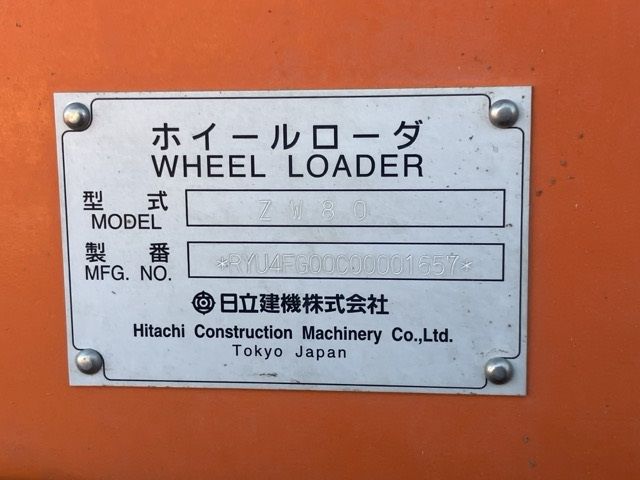 ホイールローダ
WHEEL LOADER
型式 ZW80
MODEL
製番 *RYU4FG00C00001657*
MFG. NO.
日立建機株式会社
Hitachi Construction Machinery Co.,Ltd.
Tokyo Japan